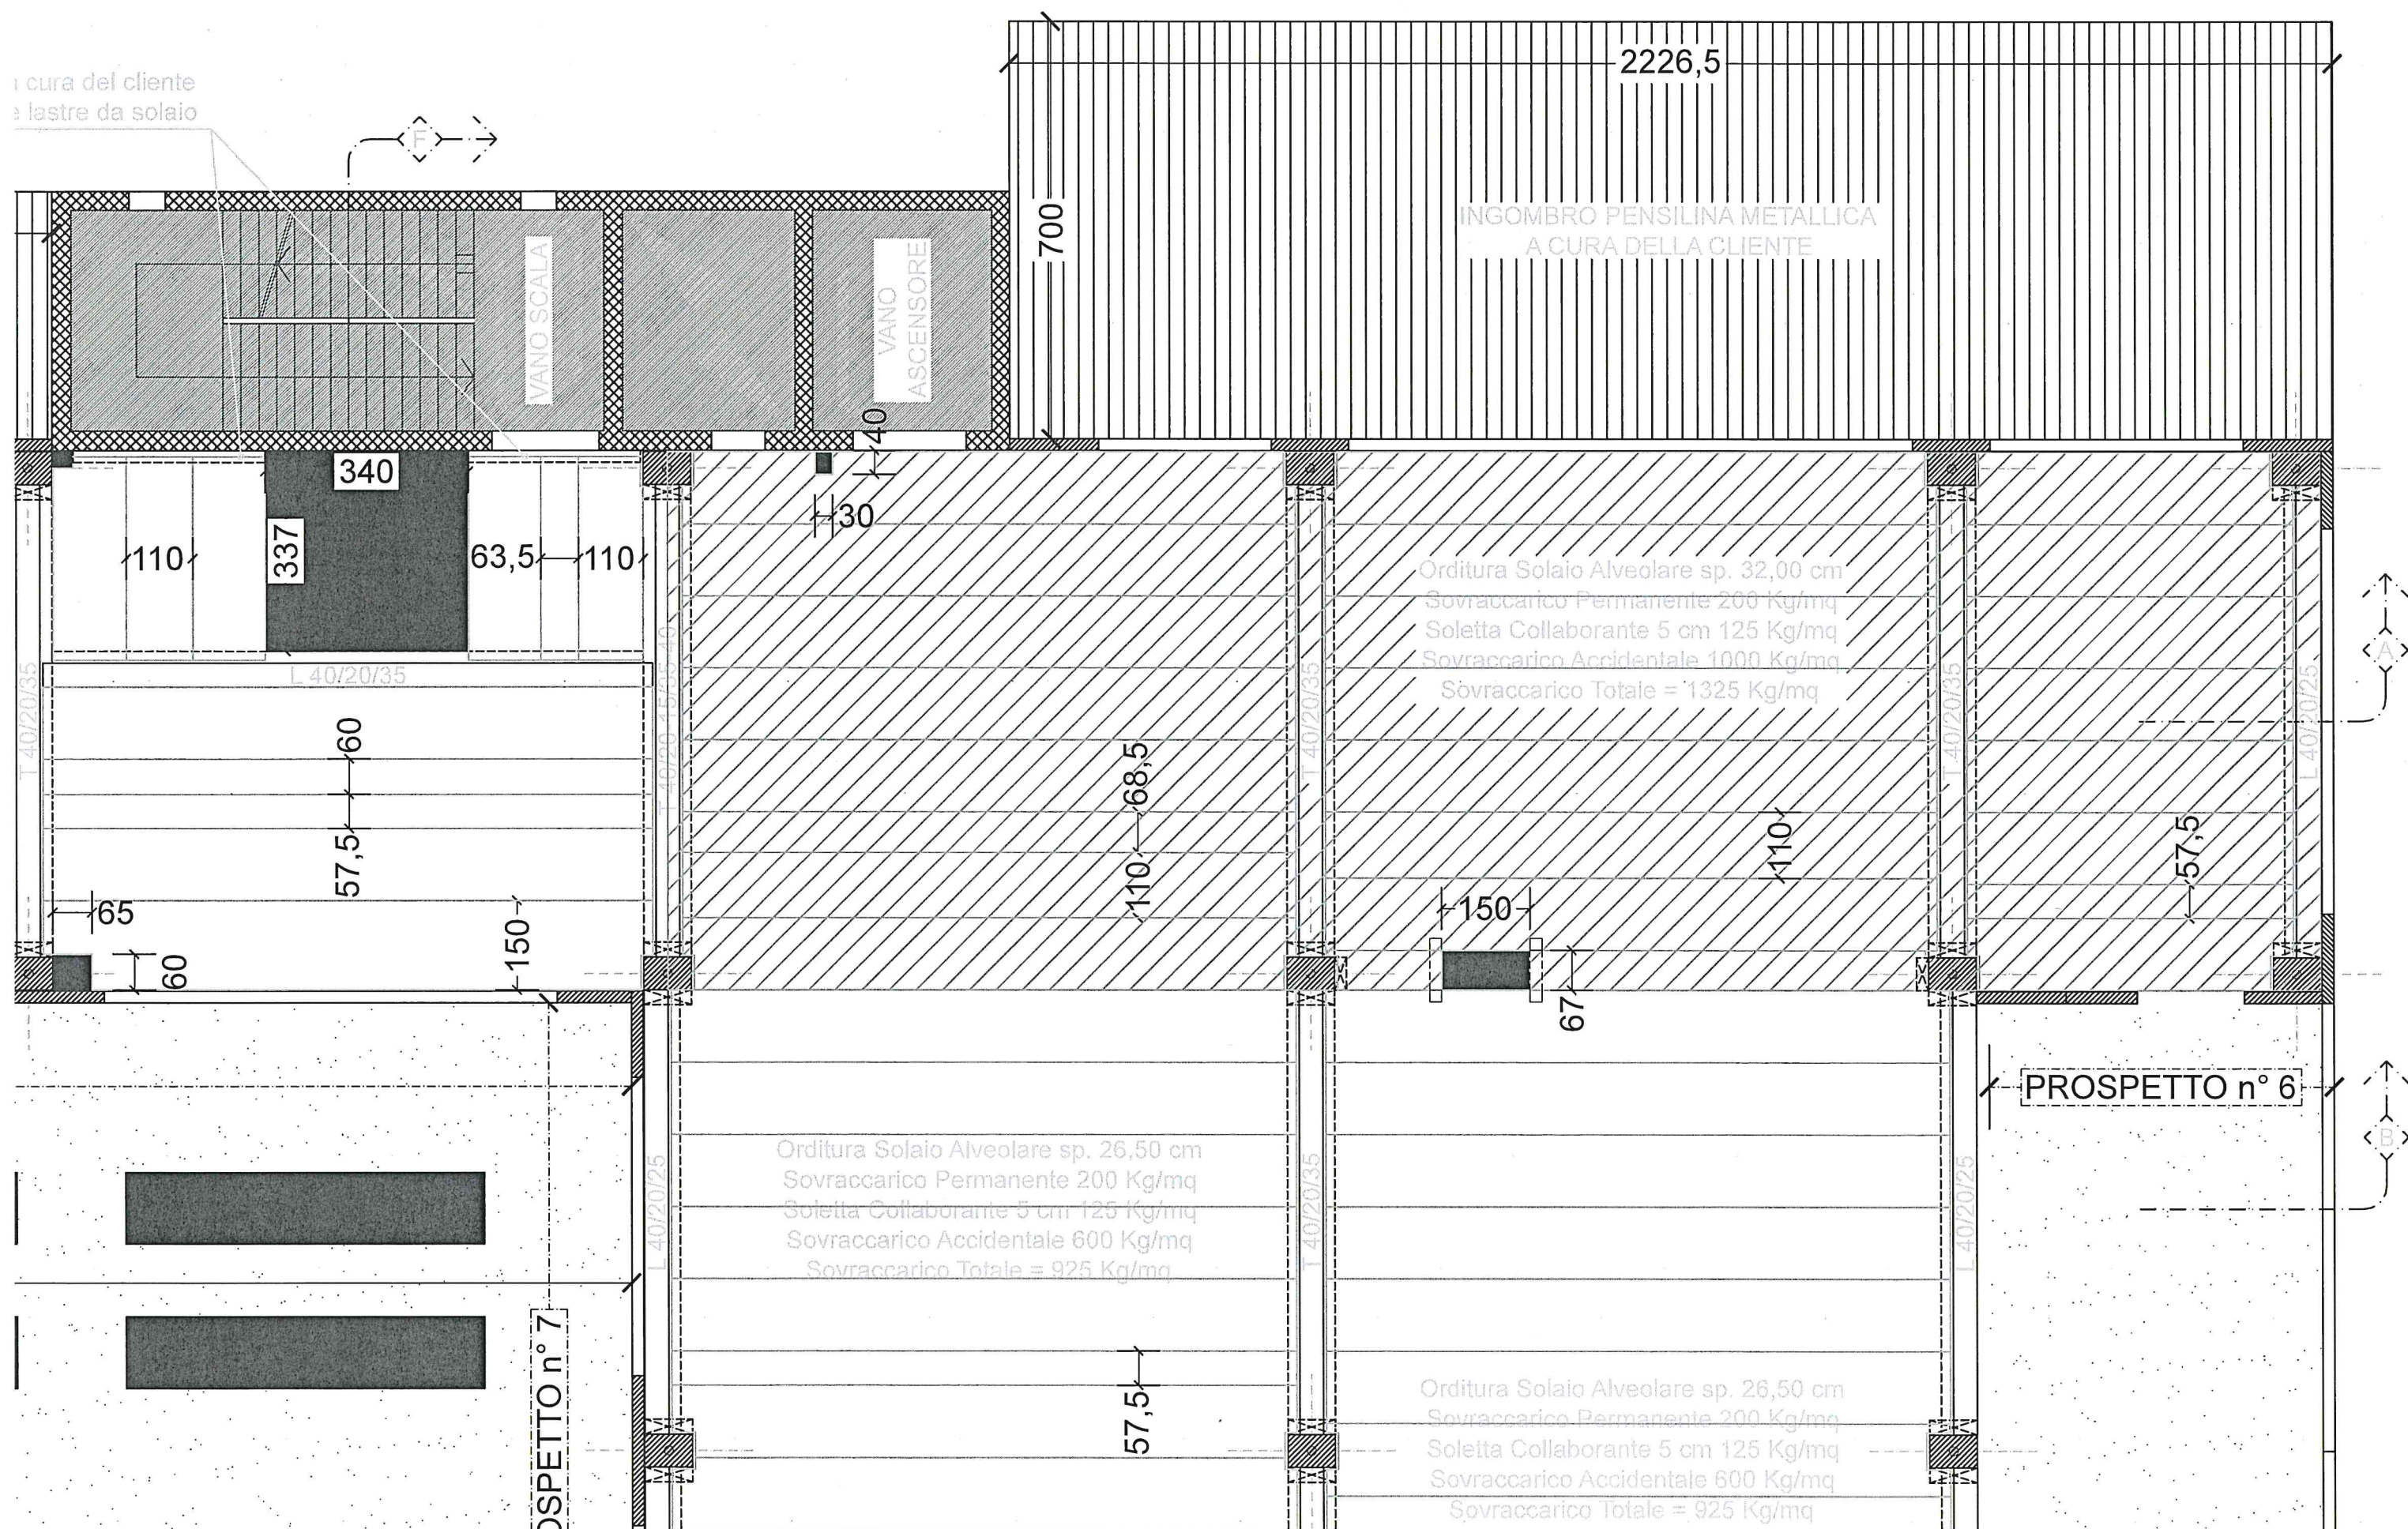 2226,5
cura del cliente
lastre da solaio
F
700
INGOMBRO PENSILINA METALLICA
A CURA DELLA CLIENTE
VANO SCALA
VANO
ASCENSORE
40
340
30
337
110
63,5
110
Orditura Solaio Alveolare sp. 32,00 cm
Sovraccarico Permanente 200 Kg/mq
Soletta Collaborante 5 cm 125 Kg/mq
Sovraccarico Accidentale 1000 Kg/mq
Sovraccarico Totale = 1325 Kg/mq
A
L 40/20/35
T 40/20/35
T 40/20/35
T 40/20/35
L 40/20/25
60
68,5
57,5
110
110
57,5
65
150
150
60
67
PROSPETTO n° 6
B
Orditura Solaio Alveolare sp. 26,50 cm
Sovraccarico Permanente 200 Kg/mq
Soletta Collaborante 5 cm 125 Kg/mq
Sovraccarico Accidentale 600 Kg/mq
Sovraccarico Totale = 925 Kg/mq
L 40/20/25
T 40/20/35
L 40/20/25
OSPETTO n° 7
57,5
Orditura Solaio Alveolare sp. 26,50 cm
Sovraccarico Permanente 200 Kg/mq
Soletta Collaborante 5 cm 125 Kg/mq
Sovraccarico Accidentale 600 Kg/mq
Sovraccarico Totale = 925 Kg/mq